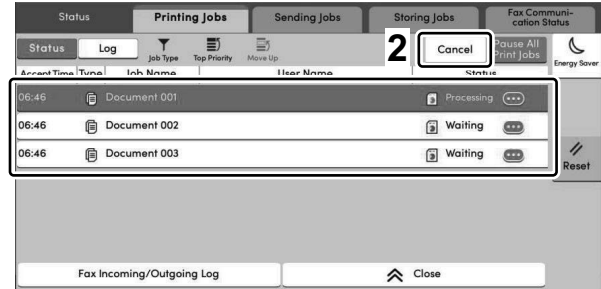 Status
Printing Jobs
Sending Jobs
Storing Jobs
Fax Communi-
cation Status
Status
Log
Job Type
Top Priority
Move Up
2
Cancel
Pause All
Print Jobs
Energy Saver
Accept Time Type Job Name User Name Status
06:46 Document 001 Processing
06:46 Document 002 Waiting
06:46 Document 003 Waiting
Reset
Fax Incoming/Outgoing Log
Close